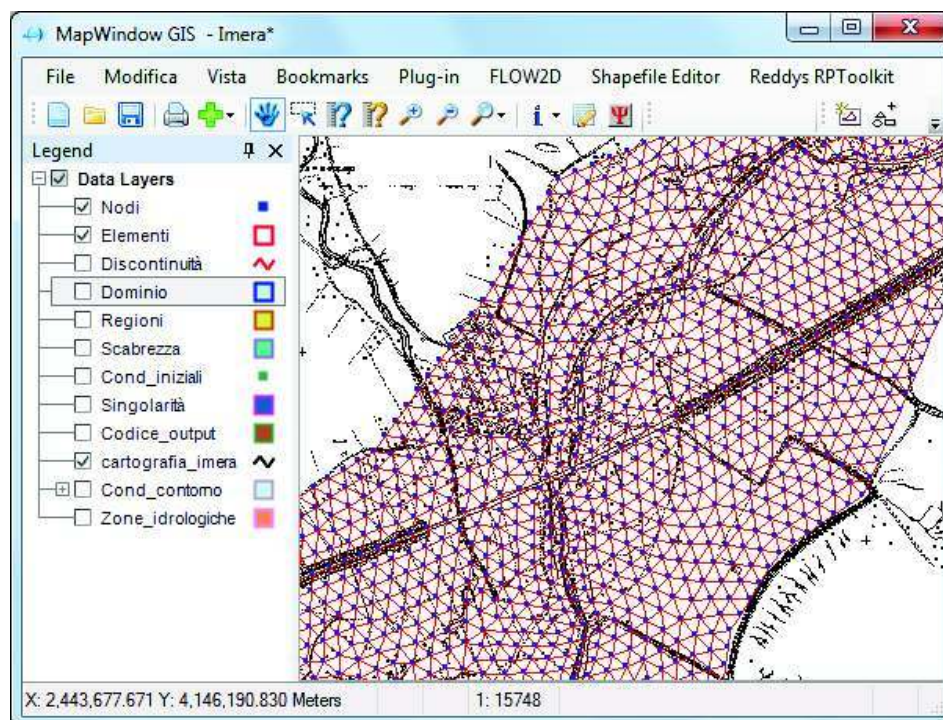 MapWindow GIS - Imera*
File Modifica Vista Bookmarks Plug-in FLOW2D Shapefile Editor Reddys RPToolkit
Legend
Data Layers
Nodi
Elementi
Discontinuità
Dominio
Regioni
Scabrezza
Cond_iniziali
Singolarità
Codice_output
cartografia_imera
Cond_contorno
Zone_idrologiche
X: 2,443,677.671 Y: 4,146,190.830 Meters 1: 15748